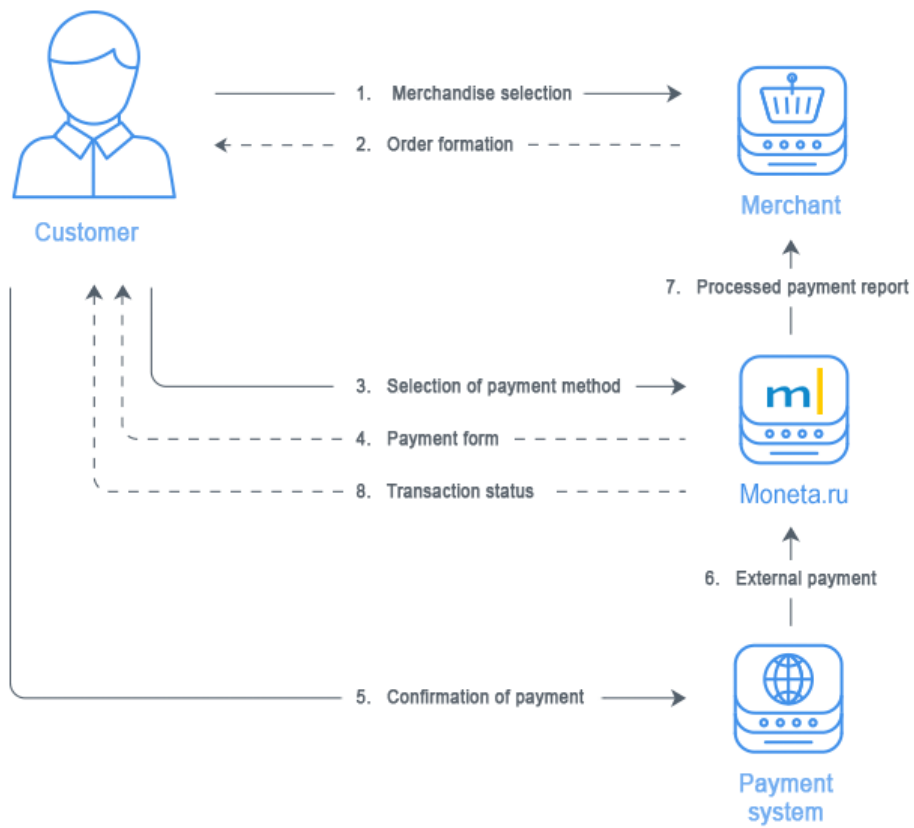 1. Merchandise selection
2. Order formation
Customer
Merchant
7. Processed payment report
3. Selection of payment method
m
4. Payment form
8. Transaction status
Moneta.ru
6. External payment
5. Confirmation of payment
Payment
system